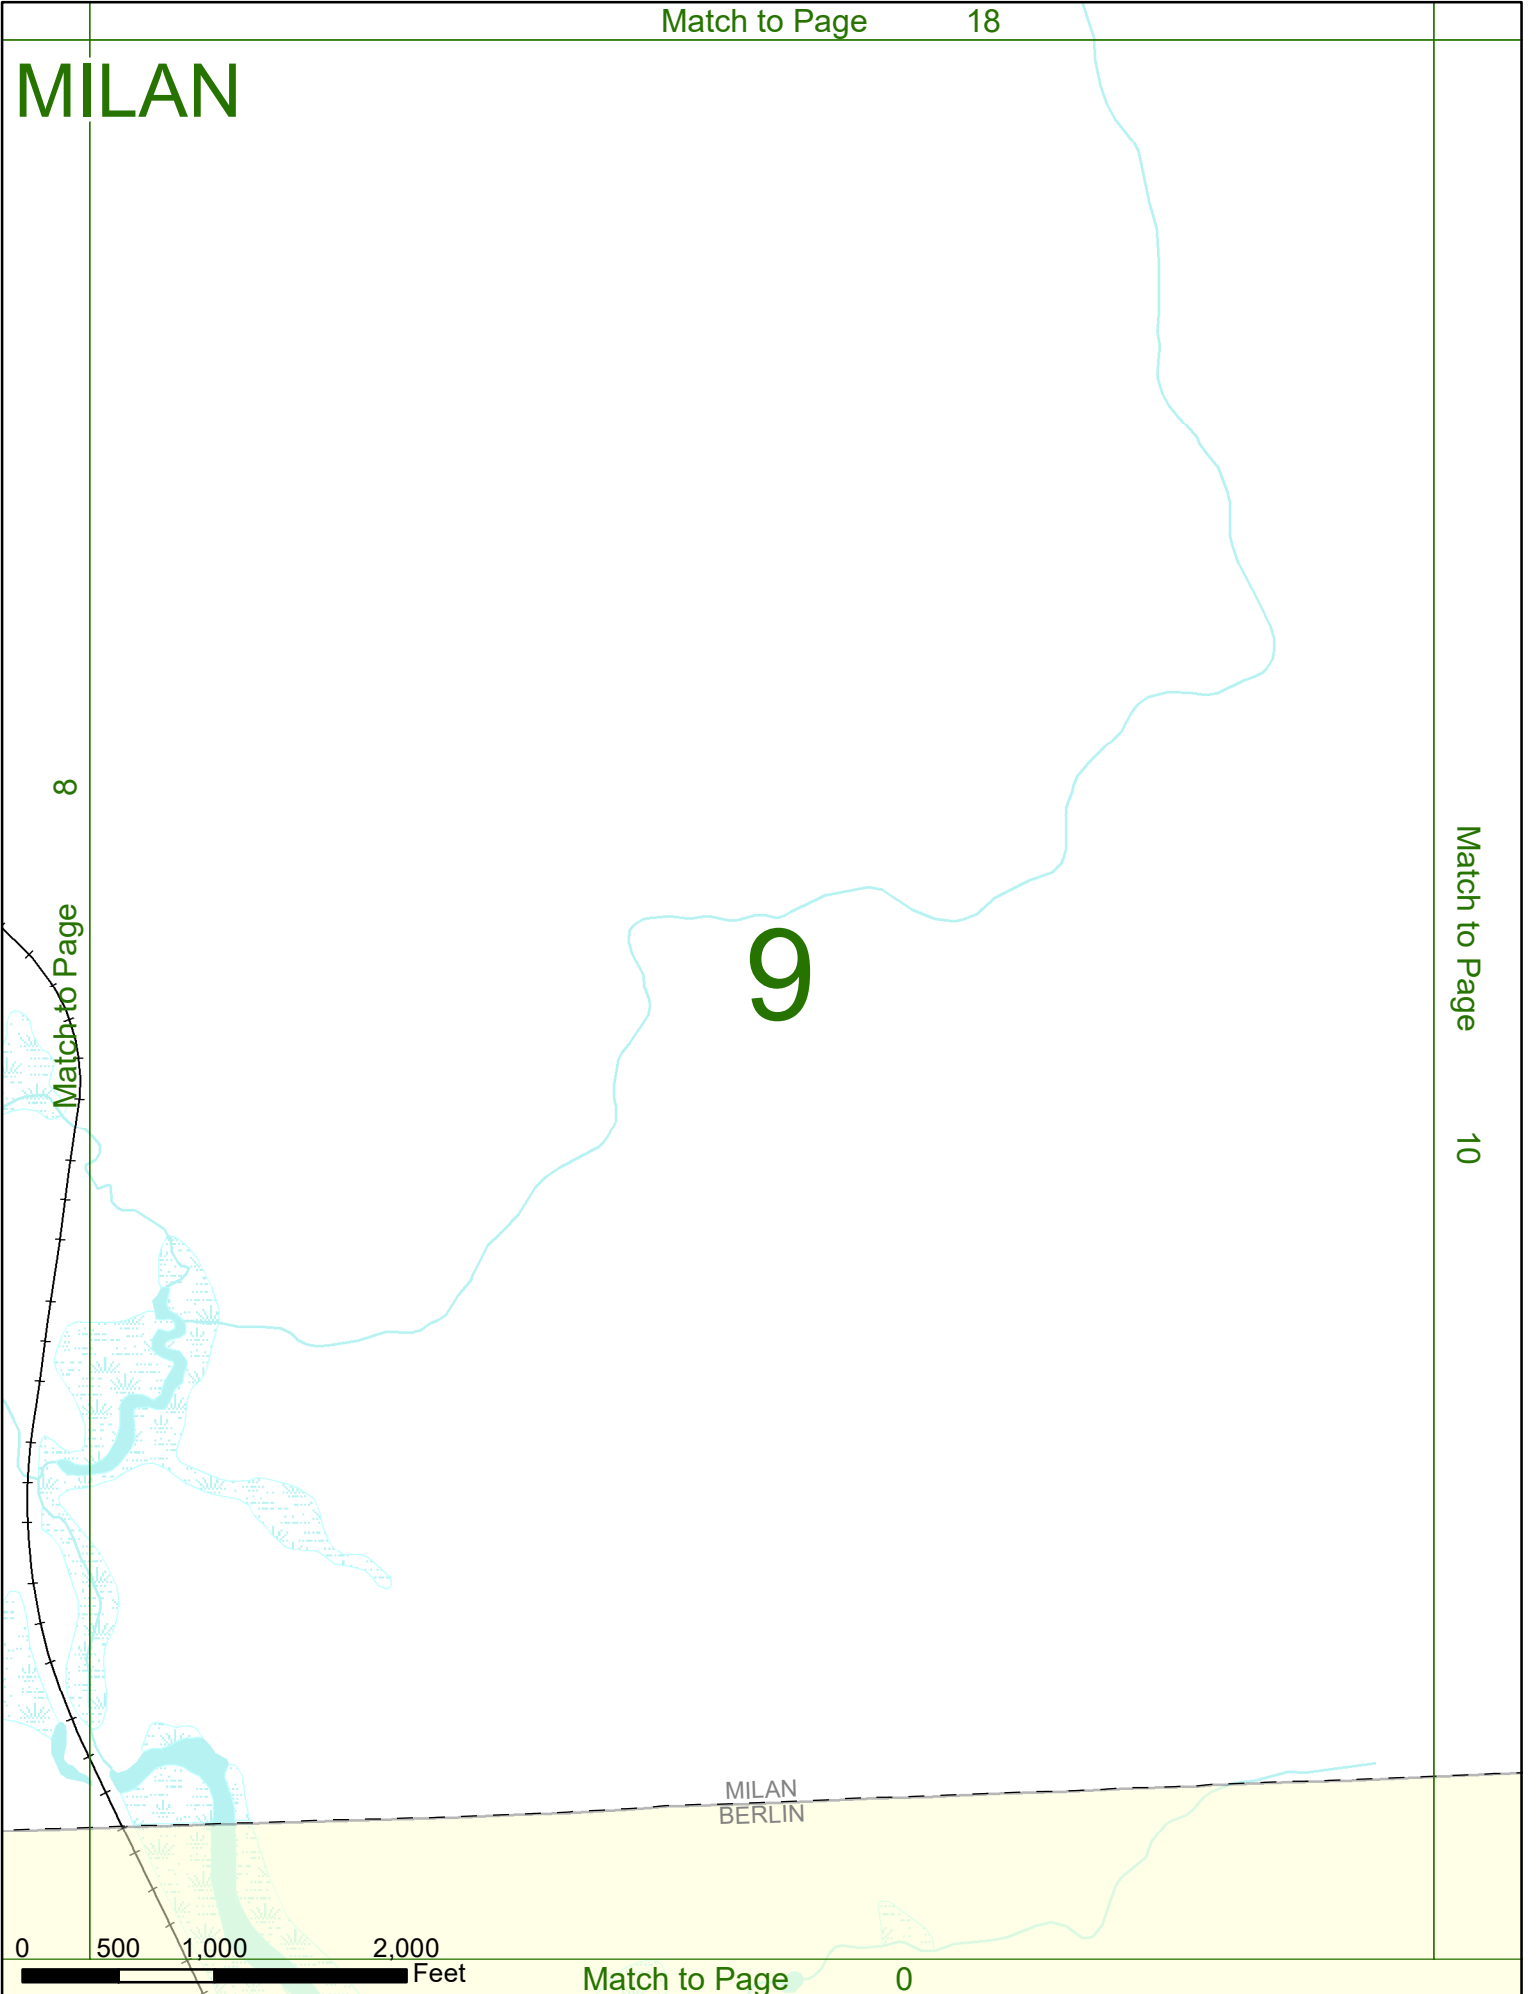 Match to Page 18
MILAN
Match to Page 8
9
Match to Page 10
MILAN
BERLIN
0 500 1,000 2,000
Feet
Match to Page 0